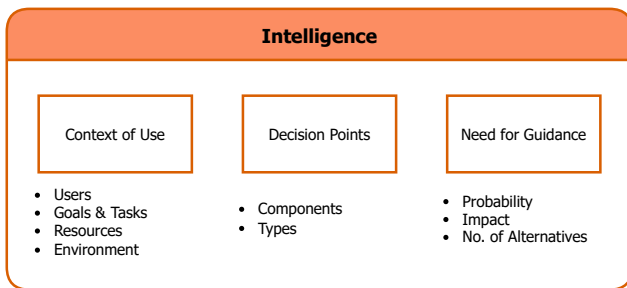 Intelligence
Context of Use
Decision Points
Need for Guidance
• Users
• Goals & Tasks
• Resources
• Environment
• Components
• Types
• Probability
• Impact
• No. of Alternatives